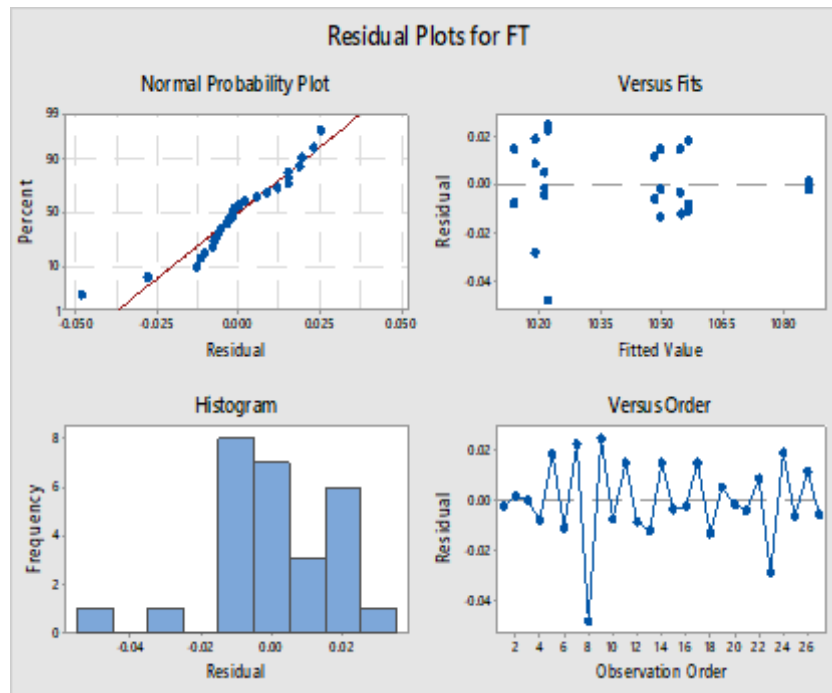 Residual Plots for FT
Normal Probability Plot
99
90
50
10
1
Percent
-0.050 -0.025 0.000 0.025 0.050
Residual
Versus Fits
0.02
0.00
-0.02
-0.04
Residual
1020 1035 1050 1065 1080
Fitted Value
Histogram
8
6
4
2
0
Frequency
-0.04 -0.02 0.00 0.02
Residual
Versus Order
0.02
0.00
-0.02
-0.04
Residual
2 4 6 8 10 12 14 16 18 20 22 24 26
Observation Order